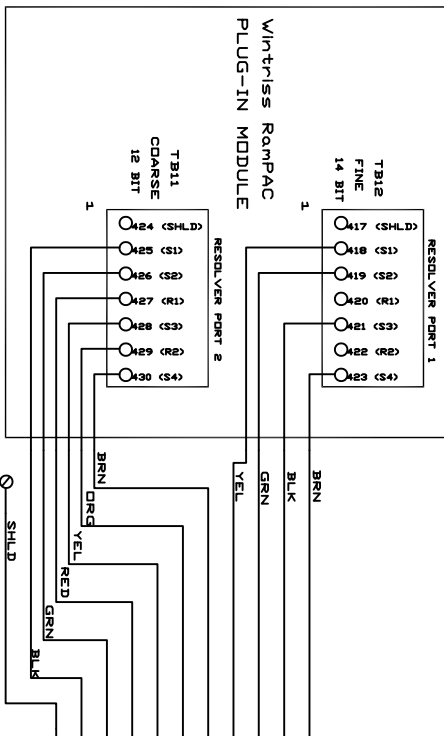 Wintriss RamPAC
PLUG-IN MODULE
TB11
COARSE
12 BIT
1
RESOLVER PORT 2
424 (SHLD)
425 (S1)
426 (S2)
427 (R1)
428 (S3)
429 (R2)
430 (S4)
TB12
FINE
14 BIT
1
RESOLVER PORT 1
417 (SHLD)
418 (S1)
419 (S2)
420 (R1)
421 (S3)
422 (R2)
423 (S4)
BRN
ORG
YEL
RED
GRN
BLK
SHLD
YEL
GRN
BLK
BRN